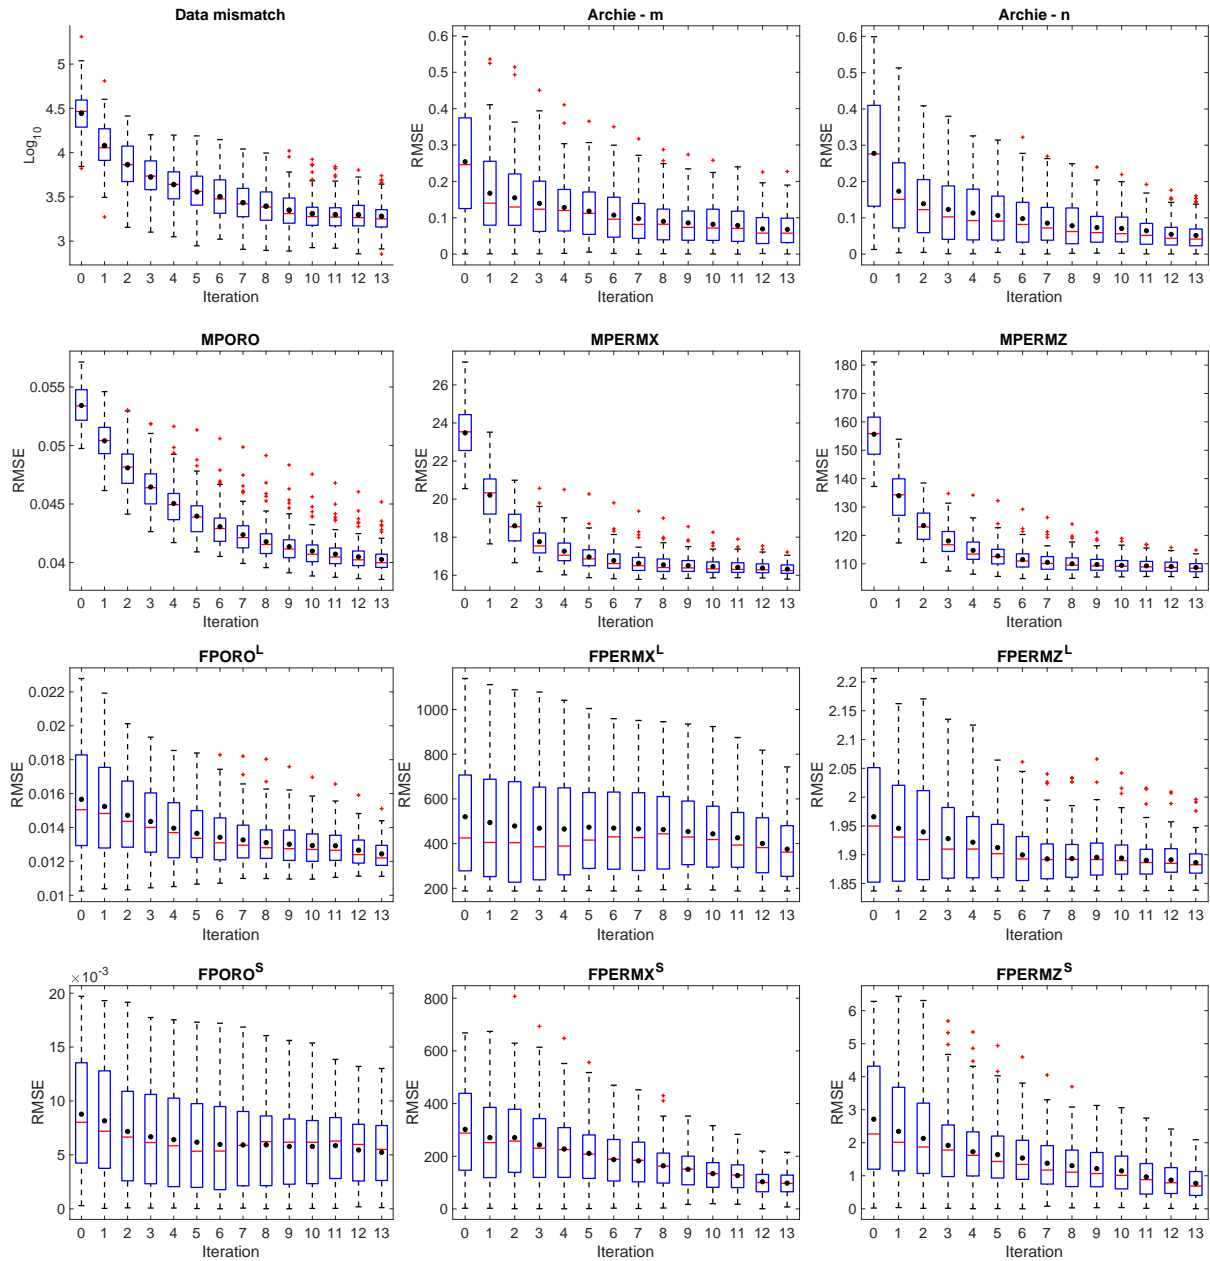 Data mismatch
Log10
5
4.5
4
3.5
3
0 1 2 3 4 5 6 7 8 9 10 11 12 13
Iteration
Archie - m
RMSE
0.6
0.5
0.4
0.3
0.2
0.1
0
0 1 2 3 4 5 6 7 8 9 10 11 12 13
Iteration
Archie - n
RMSE
0.6
0.5
0.4
0.3
0.2
0.1
0
0 1 2 3 4 5 6 7 8 9 10 11 12 13
Iteration
MPORO
RMSE
0.055
0.05
0.045
0.04
0 1 2 3 4 5 6 7 8 9 10 11 12 13
Iteration
MPERMX
RMSE
26
24
22
20
18
16
0 1 2 3 4 5 6 7 8 9 10 11 12 13
Iteration
MPERMZ
RMSE
180
170
160
150
140
130
120
110
0 1 2 3 4 5 6 7 8 9 10 11 12 13
Iteration
FPORO^L
RMSE
0.022
0.02
0.018
0.016
0.014
0.012
0.01
0 1 2 3 4 5 6 7 8 9 10 11 12 13
Iteration
FPERMX^L
RMSE
1000
800
600
400
200
0 1 2 3 4 5 6 7 8 9 10 11 12 13
Iteration
FPERMZ^L
RMSE
2.2
2.15
2.1
2.05
2
1.95
1.9
1.85
0 1 2 3 4 5 6 7 8 9 10 11 12 13
Iteration
FPORO^S
×10^-3
RMSE
20
15
10
5
0
0 1 2 3 4 5 6 7 8 9 10 11 12 13
Iteration
FPERMX^S
RMSE
800
600
400
200
0
0 1 2 3 4 5 6 7 8 9 10 11 12 13
Iteration
FPERMZ^S
RMSE
6
5
4
3
2
1
0
0 1 2 3 4 5 6 7 8 9 10 11 12 13
Iteration